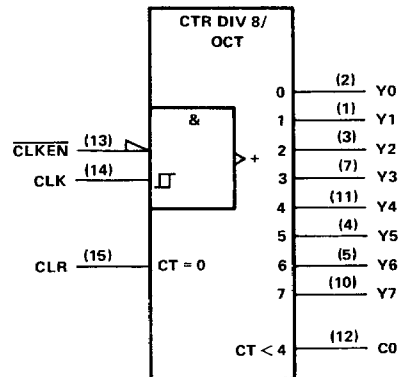 CTR DIV 8/
OCT
&
+
CLKEN (13)
CLK (14)
CLR (15) CT = 0
0 (2) Y0
1 (1) Y1
2 (3) Y2
3 (7) Y3
4 (11) Y4
5 (4) Y5
6 (5) Y6
7 (10) Y7
CT < 4 (12) C0